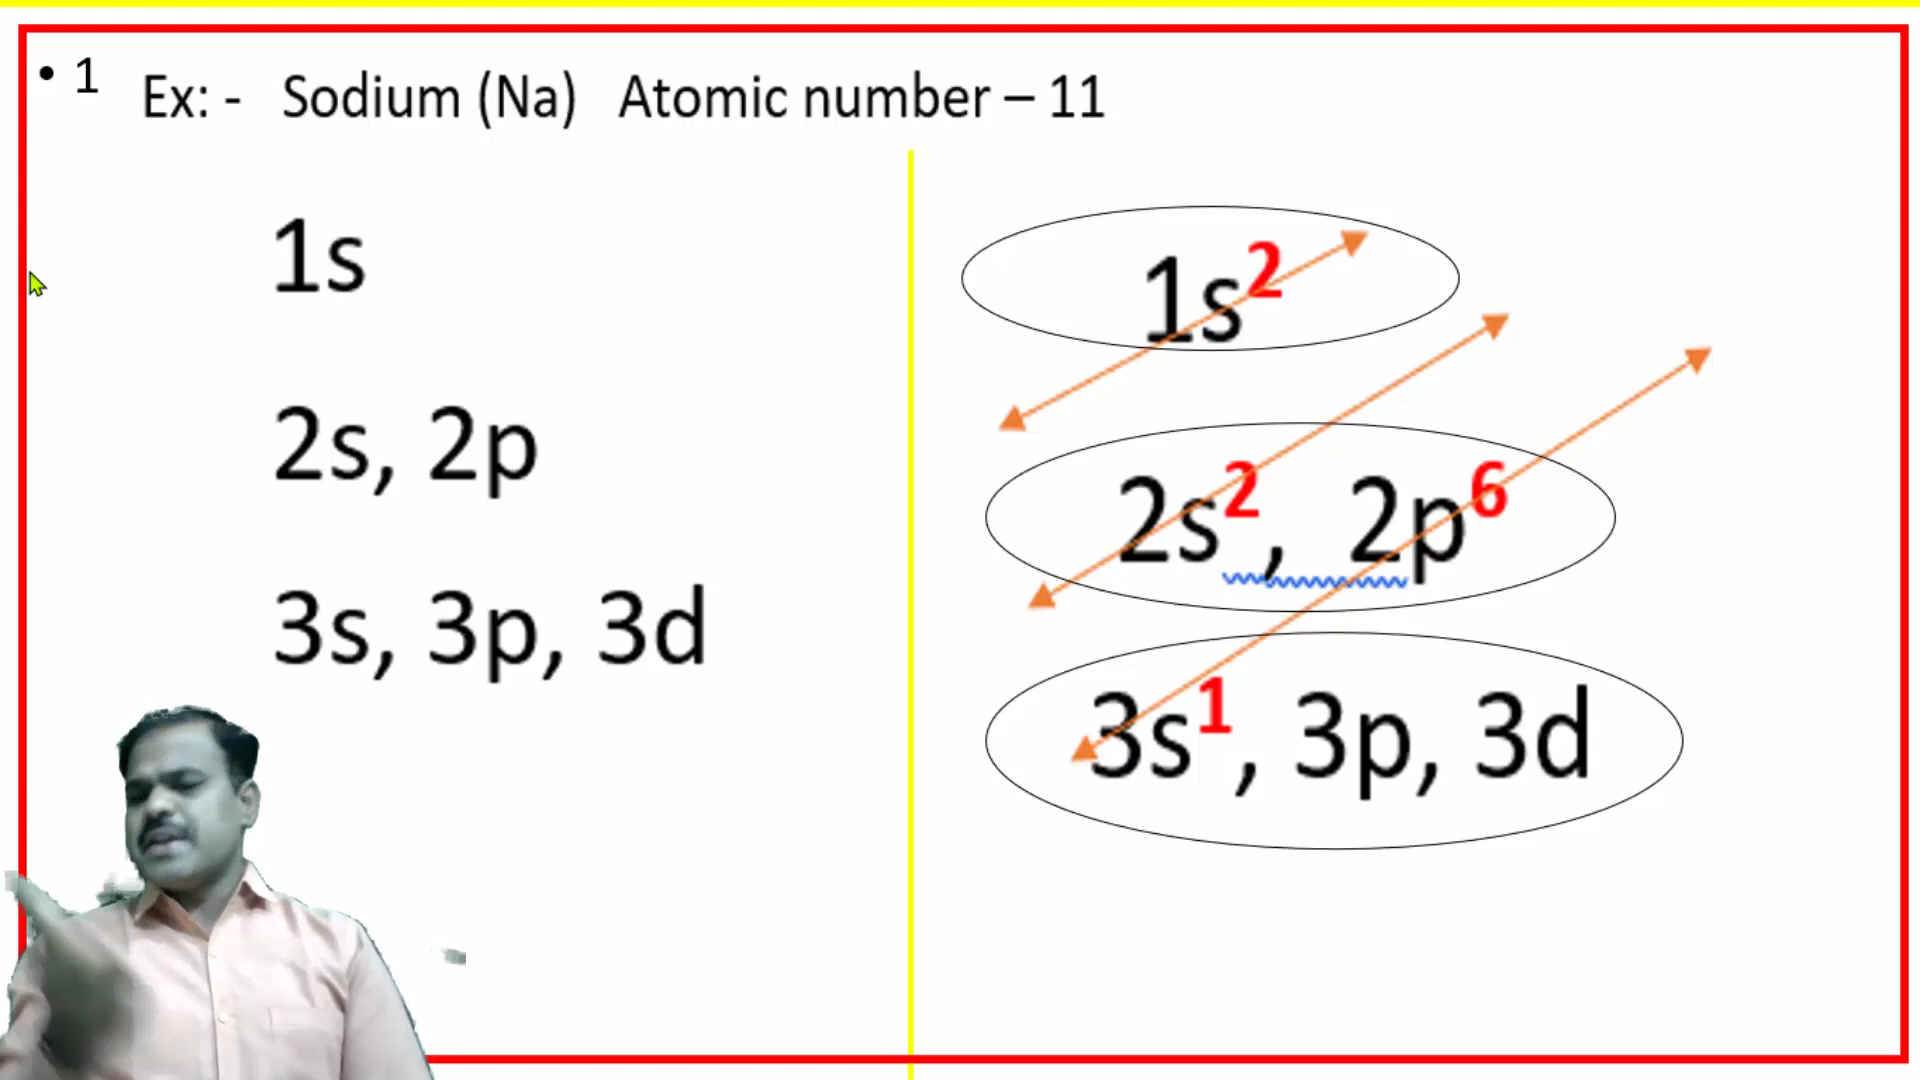 • 1 Ex: - Sodium (Na) Atomic number – 11
1s
2s, 2p
3s, 3p, 3d
1s²
2s², 2p⁶
3s¹, 3p, 3d